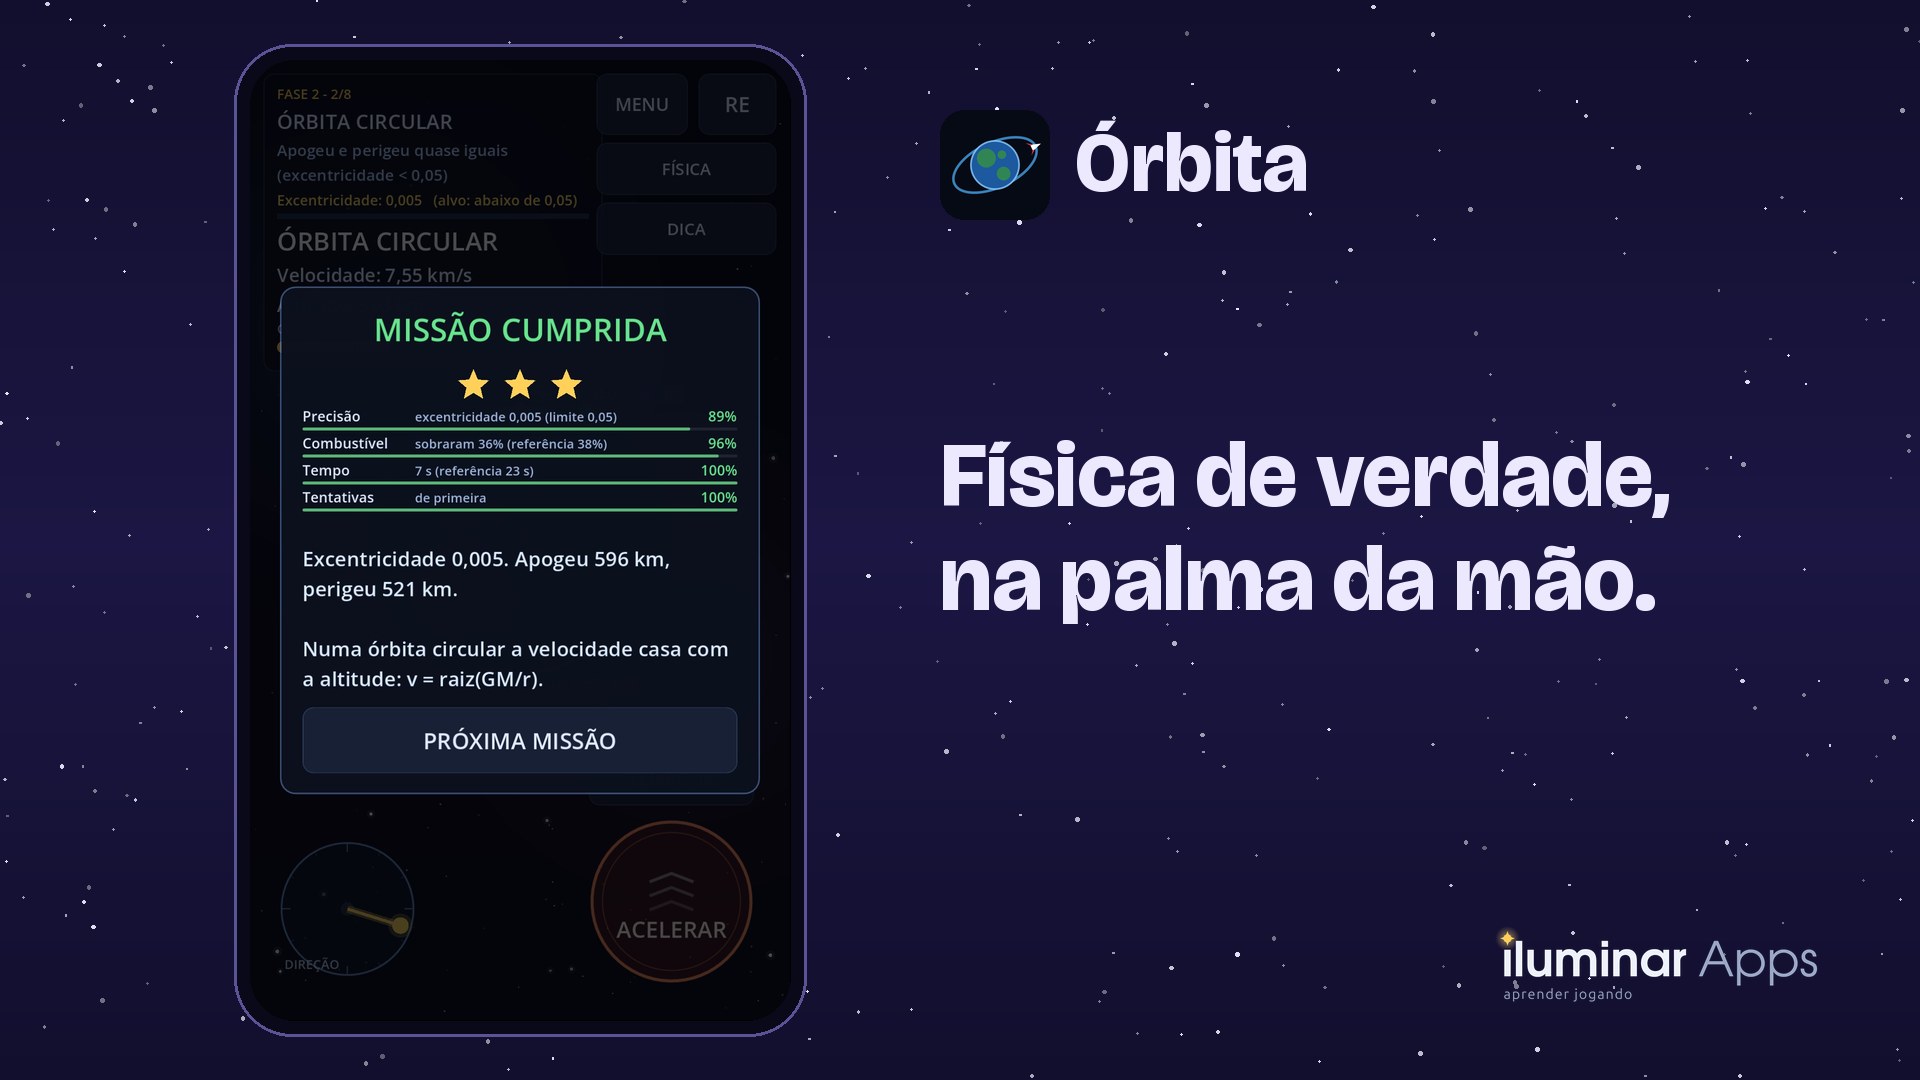 FASE 2 - 2/8
ÓRBITA CIRCULAR
Apogeu e perigeu quase iguais
(excentricidade < 0,05)
Excentricidade: 0,005 (alvo: abaixo de 0,05)
MENU
RE
FÍSICA
DICA
ÓRBITA CIRCULAR
Velocidade: 7,55 km/s
MISSÃO CUMPRIDA
Precisão excentricidade 0,005 (limite 0,05) 89%
Combustível sobraram 36% (referência 38%) 96%
Tempo 7 s (referência 23 s) 100%
Tentativas de primeira 100%
Excentricidade 0,005. Apogeu 596 km,
perigeu 521 km.
Numa órbita circular a velocidade casa com
a altitude: v = raiz(GM/r).
PRÓXIMA MISSÃO
DIREÇÃO
ACELERAR
Órbita
Física de verdade,
na palma da mão.
iluminar Apps
aprender jogando